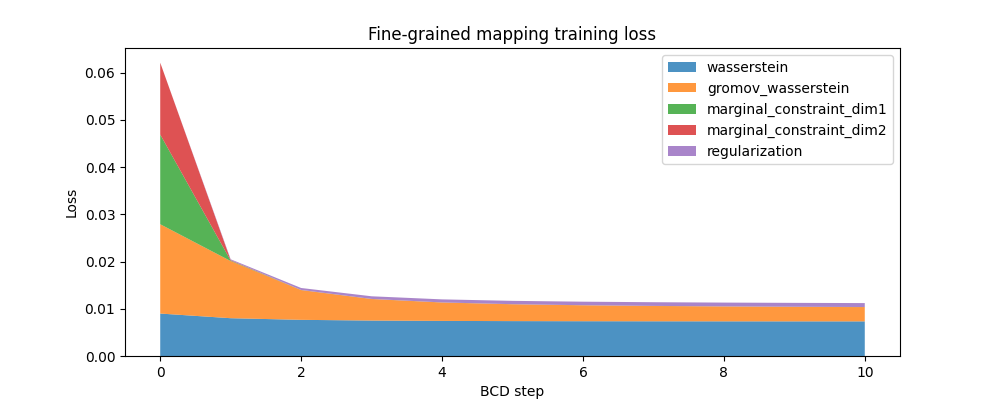 Fine-grained mapping training loss
wasserstein
gromov_wasserstein
marginal_constraint_dim1
marginal_constraint_dim2
regularization
Loss
0.06
0.05
0.04
0.03
0.02
0.01
0.00
0 2 4 6 8 10
BCD step